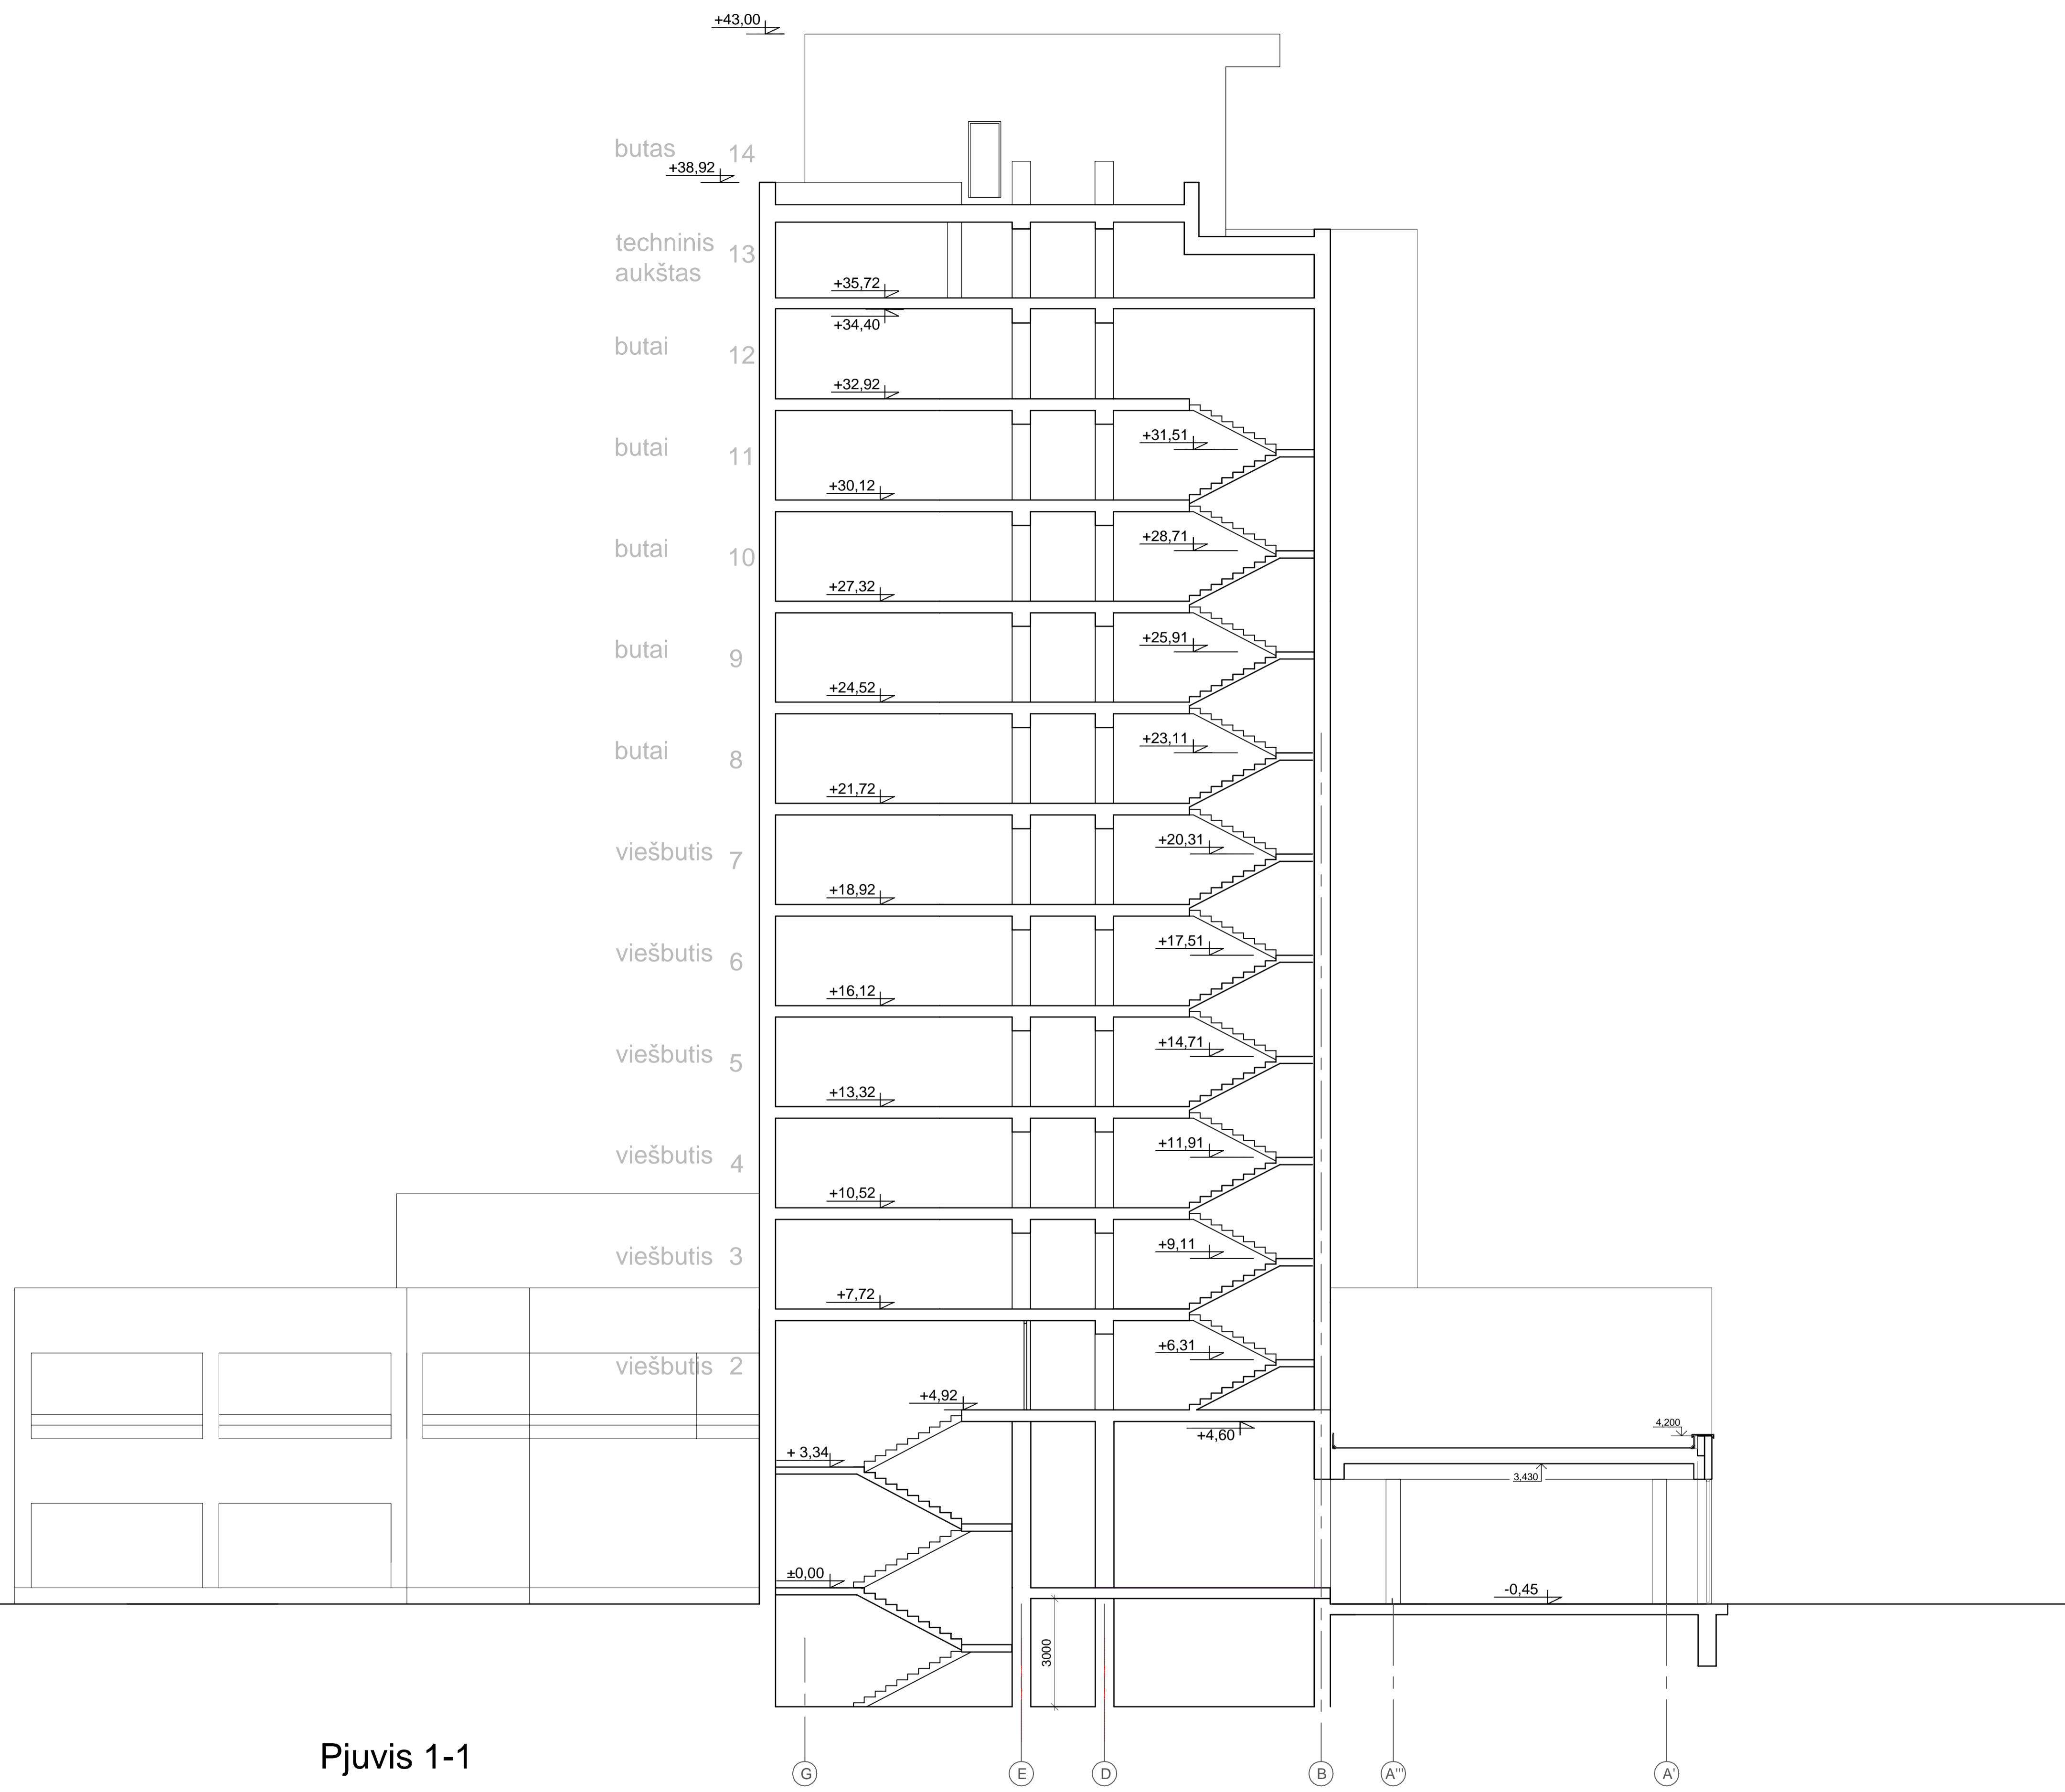 +43,00
butas 14
+38,92
techninis
aukštas
13
+35,72
+34,40
butai 12
+32,92
butai 11
+31,51
+30,12
butai 10
+28,71
+27,32
butai 9
+25,91
+24,52
butai 8
+23,11
+21,72
viešbutis 7
+20,31
+18,92
viešbutis 6
+17,51
+16,12
viešbutis 5
+14,71
+13,32
viešbutis 4
+11,91
+10,52
viešbutis 3
+9,11
+7,72
viešbutis 2
+6,31
+4,92
4,200
+4,60
+ 3,34
3,430
±0,00
-0,45
3000
Pjuvis 1-1
G E D B A''' A'